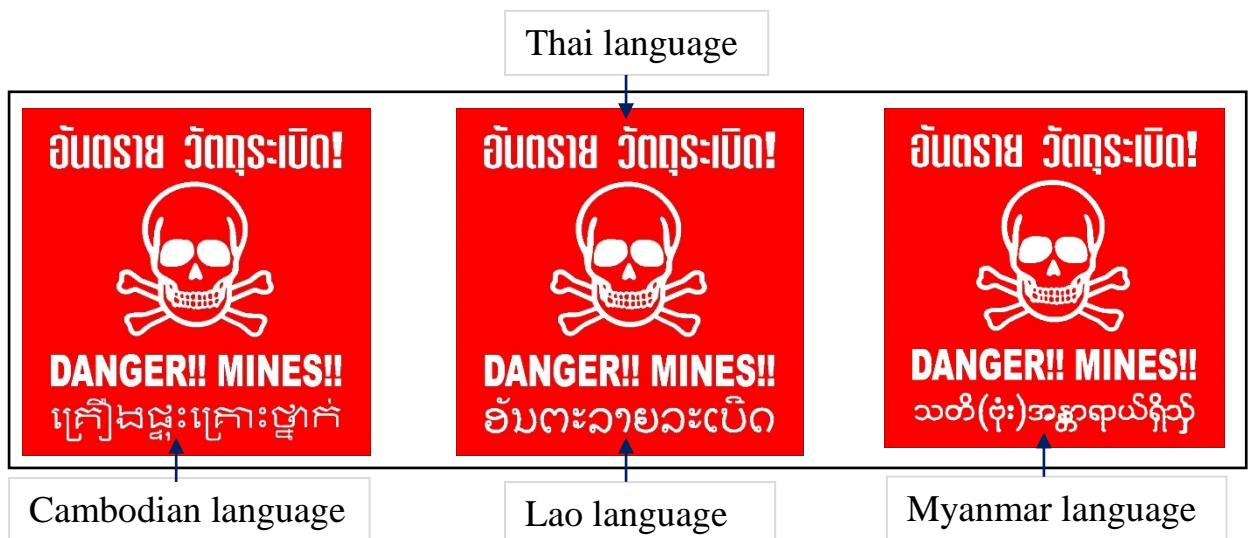 Thai language
อันตราย วัตถุระเบิด!
DANGER!! MINES!!
គ្រឿងផ្ទុះគ្រោះថ្នាក់
Cambodian language
อันตราย วัตถุระเบิด!
DANGER!! MINES!!
ອັນຕະລາຍລະເບີດ
Lao language
อันตราย วัตถุระเบิด!
DANGER!! MINES!!
သတိ(ဗုံး)အန္တာရာယ်ရှိသည်
Myanmar language